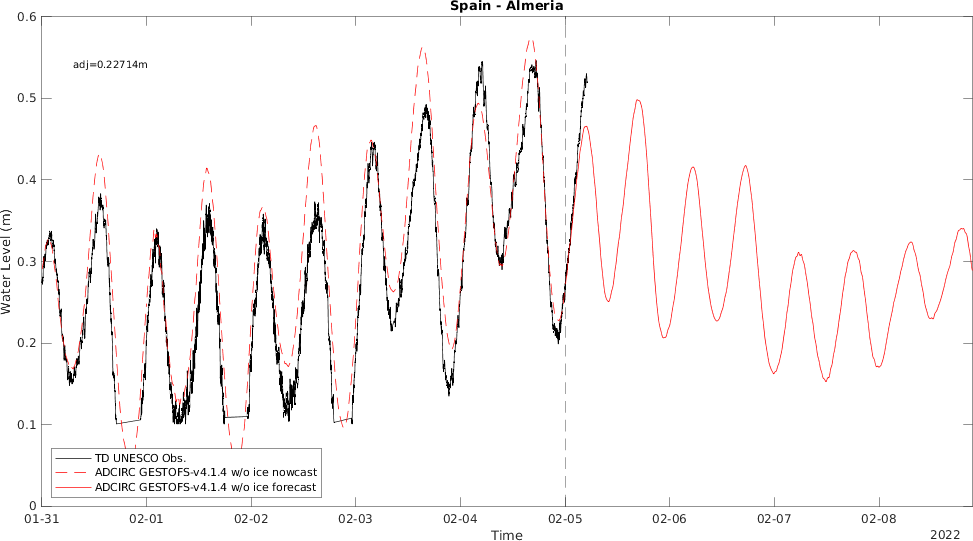 Spain - Almeria
0.6
adj=0.22714m
0.5
0.4
0.3
Water Level (m)
0.2
0.1
TD UNESCO Obs.
ADCIRC GESTOFS-v4.1.4 w/o ice nowcast
ADCIRC GESTOFS-v4.1.4 w/o ice forecast
0
01-31 02-01 02-02 02-03 02-04 02-05 02-06 02-07 02-08
Time
2022